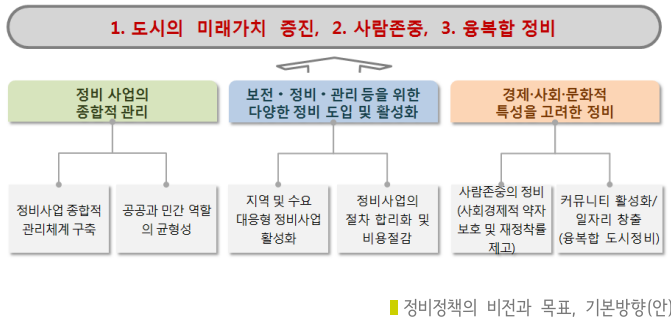 1. 도시의 미래가치 증진, 2. 사람존중, 3. 융복합 정비
정비 사업의
종합적 관리
보전·정비·관리 등을 위한
다양한 정비 도입 및 활성화
경제·사회·문화적
특성을 고려한 정비
정비사업 종합적
관리체계 구축
공공과 민간 역할
의 균형성
지역 및 수요
대응형 정비사업
활성화
정비사업의
절차 합리화 및
비용절감
사람존중의 정비
(사회경제적 약자
보호 및 재정착률
제고)
커뮤니티 활성화/
일자리 창출
(융복합 도시정비)
정비정책의 비전과 목표, 기본방향(안)